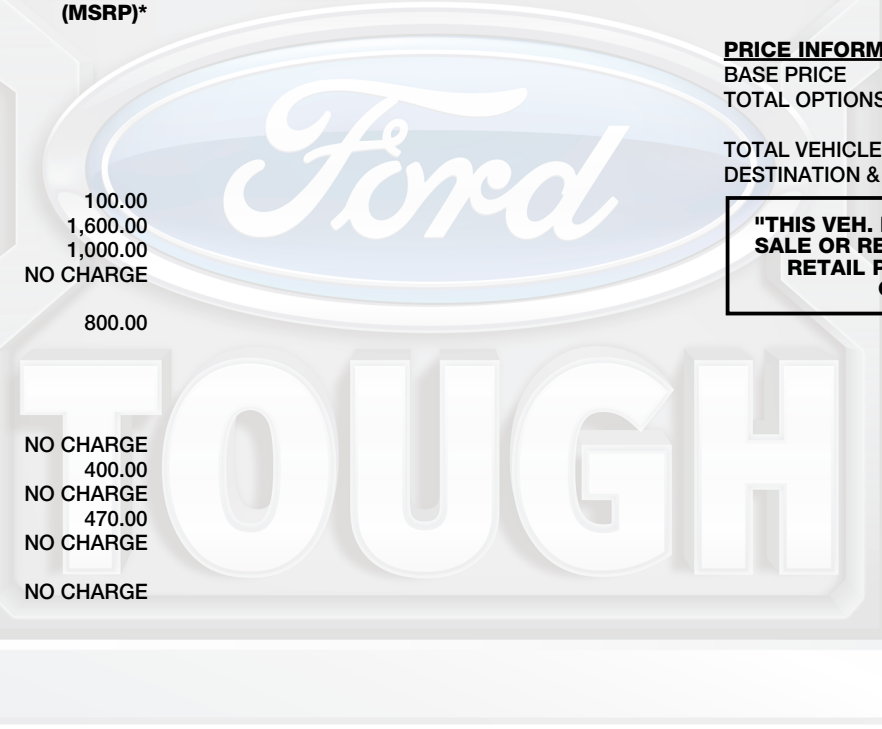 (MSRP)*
100.00
1,600.00
1,000.00
NO CHARGE
800.00
NO CHARGE
400.00
NO CHARGE
470.00
NO CHARGE
NO CHARGE
PRICE
BASE PRICE
TOTAL OPTIONS
TOTAL VEHICLE
DESTINATION &
"THIS VEH.
SALE OR
RETAIL
Ford
TOUGH